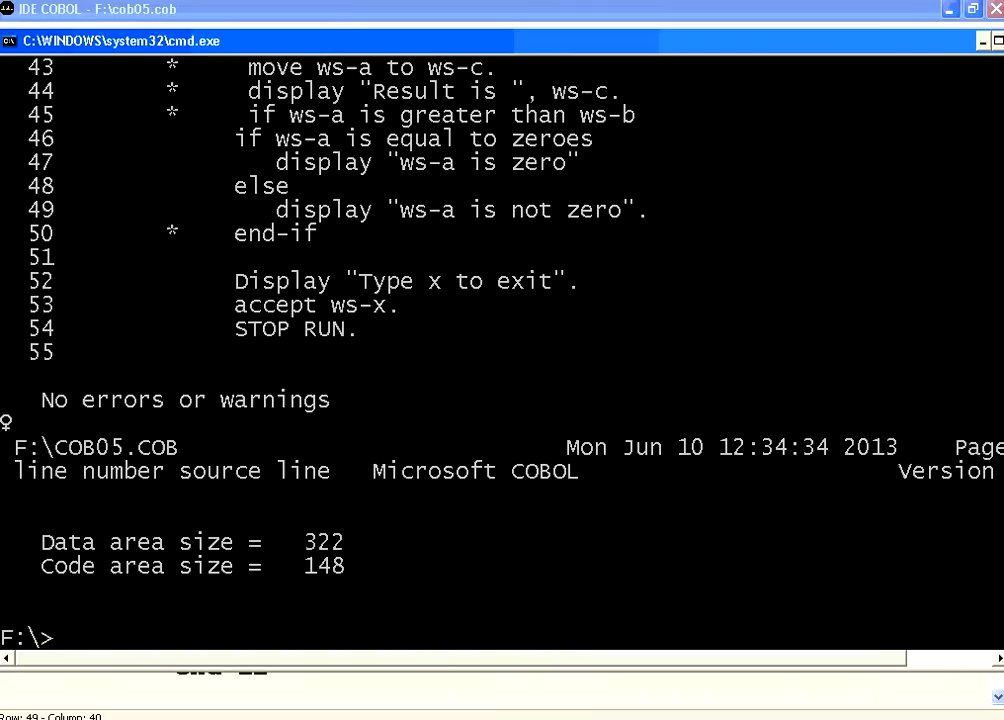 IDE COBOL - F:\cob05.cob
C:\WINDOWS\system32\cmd.exe
43 * move ws-a to ws-c.
44 * display "Result is ", ws-c.
45 * if ws-a is greater than ws-b
46 if ws-a is equal to zeroes
47 display "ws-a is zero"
48 else
49 display "ws-a is not zero".
50 * end-if
51
52 Display "Type x to exit".
53 accept ws-x.
54 STOP RUN.
55
No errors or warnings
♀
F:\COB05.COB Mon Jun 10 12:34:34 2013 Page
line number source line Microsoft COBOL Version
Data area size = 322
Code area size = 148
F:\>
Row: 49 - Column: 40